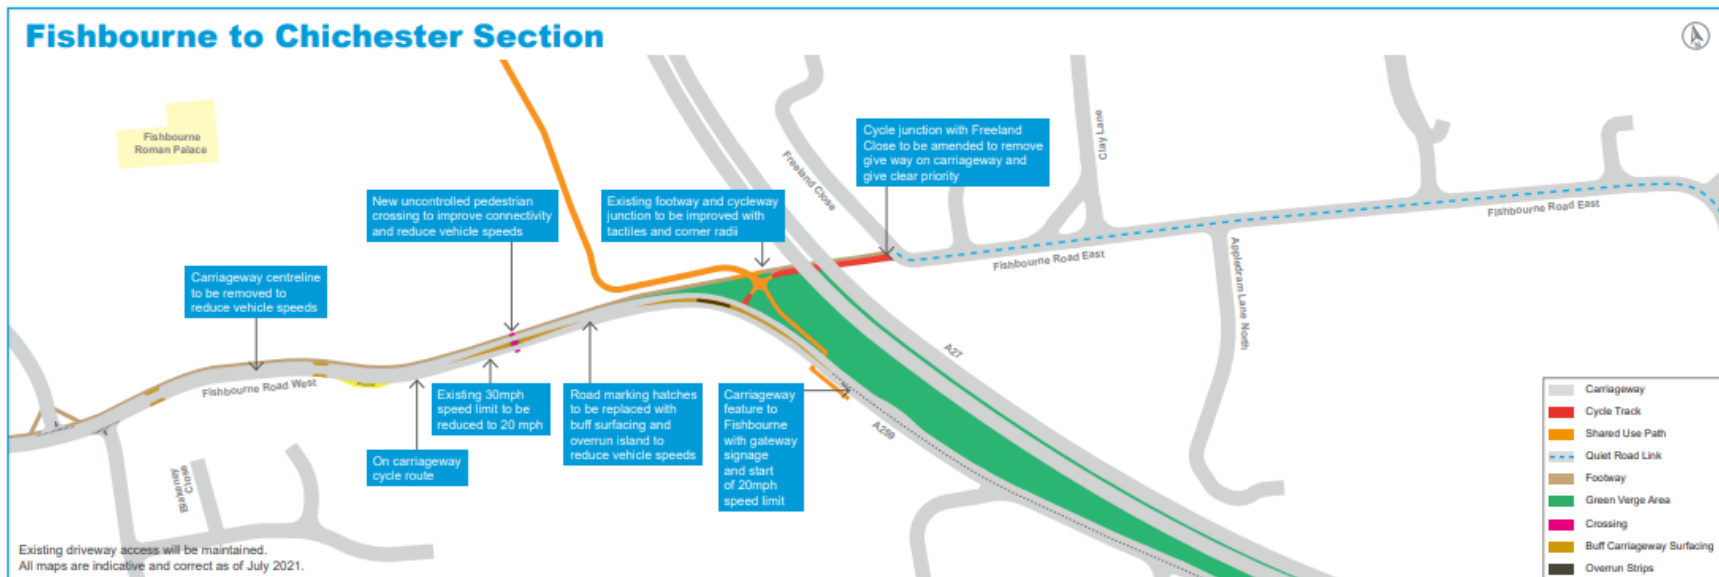 Fishbourne to Chichester Section
Fishbourne
Roman Palace
Cycle junction with Freeland
Close to be amended to remove
give way on carriageway and
give clear priority
New uncontrolled pedestrian
crossing to improve connectivity
and reduce vehicle speeds
Existing footway and cycleway
junction to be improved with
tactiles and corner radii
Carriageway centreline
to be removed to
reduce vehicle speeds
Freeland Close
Clay Lane
Fishbourne Road East
Fishbourne Road East
Appledram Lane North
A27
A259
Fishbourne Road West
Existing 30mph
speed limit to be
reduced to 20 mph
Road marking hatches
to be replaced with
buff surfacing and
overrun island to
reduce vehicle speeds
Carriageway
feature to
Fishbourne
with gateway
signage
and start
of 20mph
speed limit
On carriageway
cycle route
Blakeney
Close
Carriageway
Cycle Track
Shared Use Path
Quiet Road Link
Footway
Green Verge Area
Crossing
Buff Carriageway Surfacing
Overrun Strips
Existing driveway access will be maintained.
All maps are indicative and correct as of July 2021.